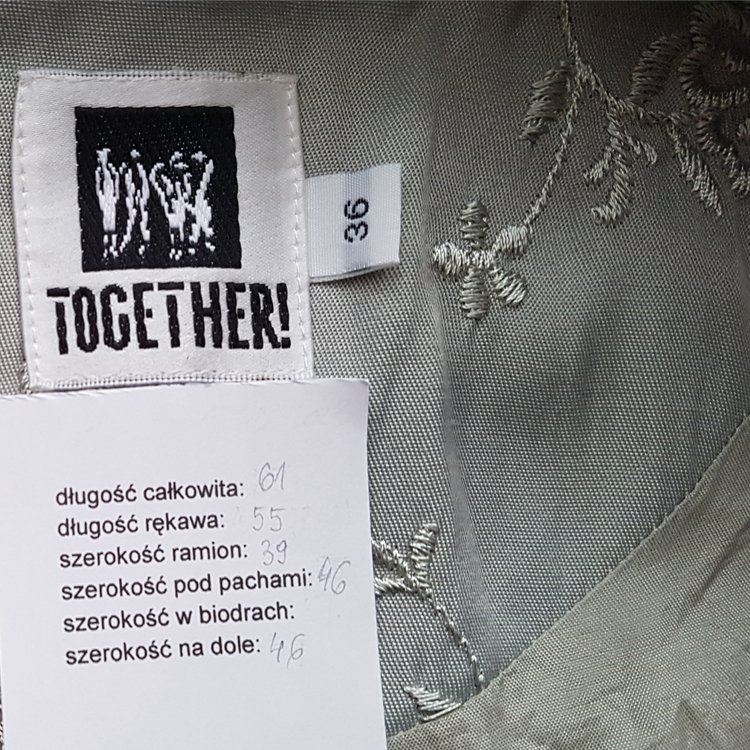 TOGETHER!
36
długość całkowita: 61
długość rękawa: 55
szerokość ramion: 39
szerokość pod pachami: 46
szerokość w biodrach:
szerokość na dole: 46